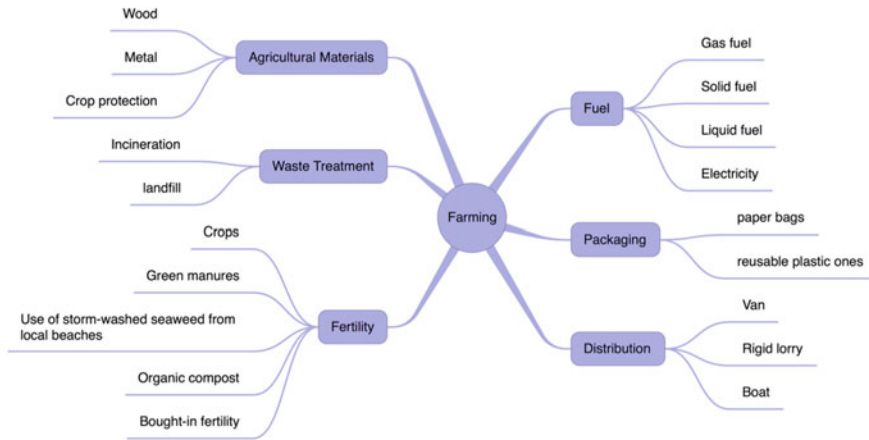 Farming
Agricultural Materials
Wood
Metal
Crop protection
Waste Treatment
Incineration
landfill
Fertility
Crops
Green manures
Use of storm-washed seaweed from
local beaches
Organic compost
Bought-in fertility
Fuel
Gas fuel
Solid fuel
Liquid fuel
Electricity
Packaging
paper bags
reusable plastic ones
Distribution
Van
Rigid lorry
Boat